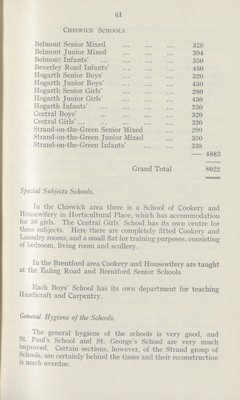 61
CHISWICK SCHOOLS.
Belmont Senior Mixed ... ... ... 320
Belmont Junior Mixed ... ... ... 394
Belmont Infants' ... ... ... ... 350
Beverley Road Infants' ... ... ... 450
Hogarth Senior Boys' ... ... ... 320
Hogarth Junior Boys' ... ... ... 450
Hogarth Senior Girls' ... ... ... 280
Hogarth Junior Girls' ... ... ... 450
Hogarth Infants' ... ... ... ... 250
Central Boys' ... ... ... ... 320
Central Girls' ... ... ... ... 320
Strand-on-the-Green Senior Mixed ... 290
Strand-on-the-Green Junior Mixed ... 350
Strand-on-the-Green Infants' ... ... 338
— 4882
Grand Total 8022
Special Subjects Schools.
In the Chiswick area there is a School of Cookery and
Housewifery in Horticultural Place, which has accommodation
for 36 girls. The Central Girls' School has its own centre for
these subjects. Here there are completely fitted Cookery and
Laundry rooms, and a small flat for training purposes, consisting
of bedroom, living room and scullery.
In the Brentford area Cookery and Housewifery are taught
at the Ealing Road and Brentford Senior Schools.
Each Boys' School has its own department for teaching
Handicraft and Carpentry.
General Hygiene of the Schools.
The general hygiene of the schools is very good, and
St. Paul's School and St. George's School are very much
improved. Certain sections, however, of the Strand group of
Schools, are certainly behind the times and their reconstruction
is much overdue.